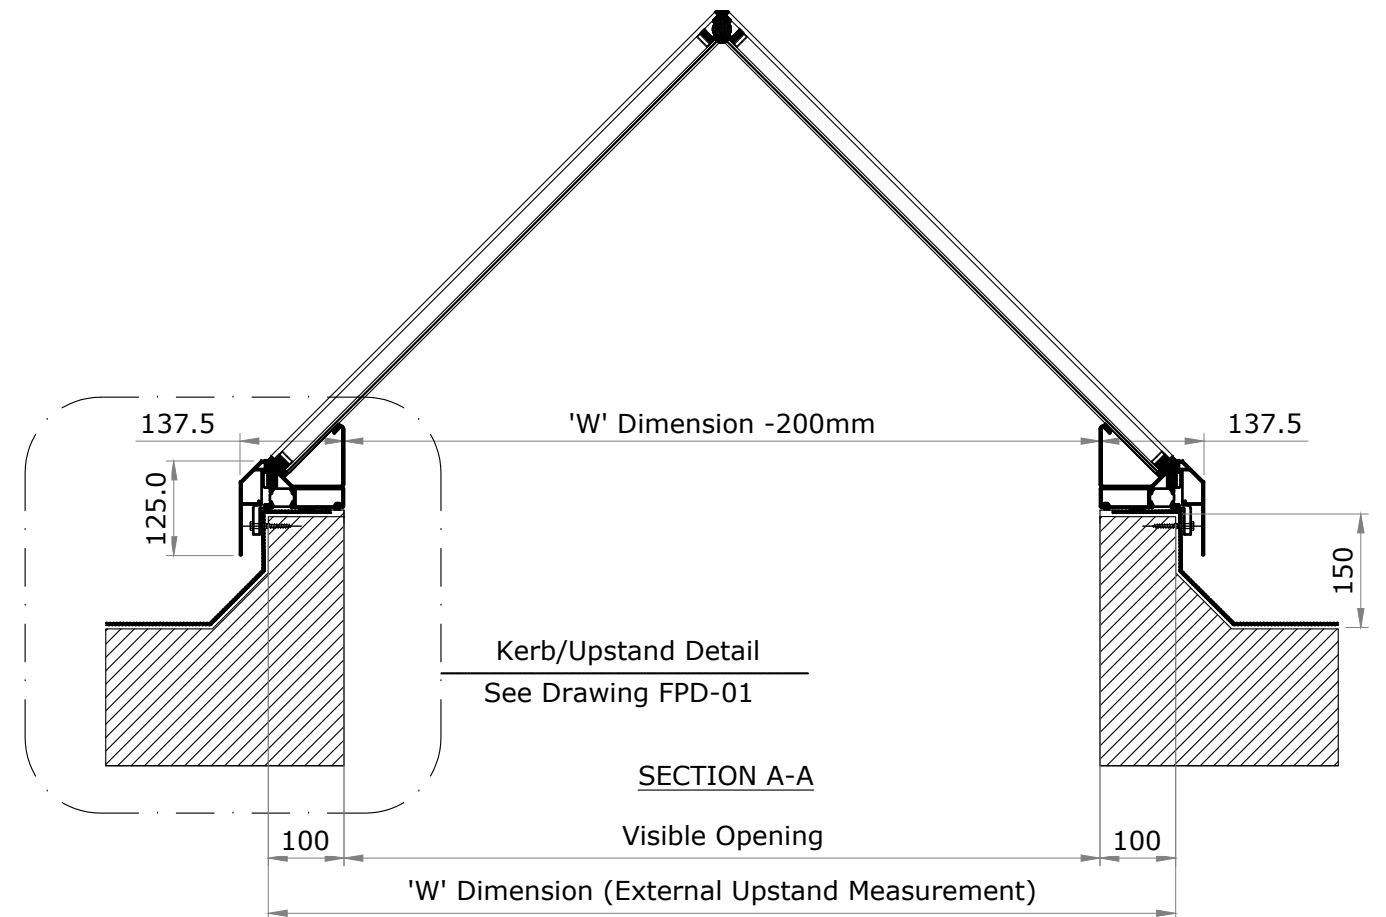 137.5
'W' Dimension -200mm
137.5
125.0
150
Kerb/Upstand Detail
See Drawing FPD-01
SECTION A-A
100
Visible Opening
100
'W' Dimension (External Upstand Measurement)